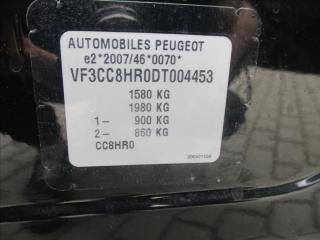 AUTOMOBILES PEUGEOT
e2*2007/46*0070*
VF3CC8HR0DT004453
1580 KG
1980 KG
1- 900 KG
2- 860 KG
CC8HR0